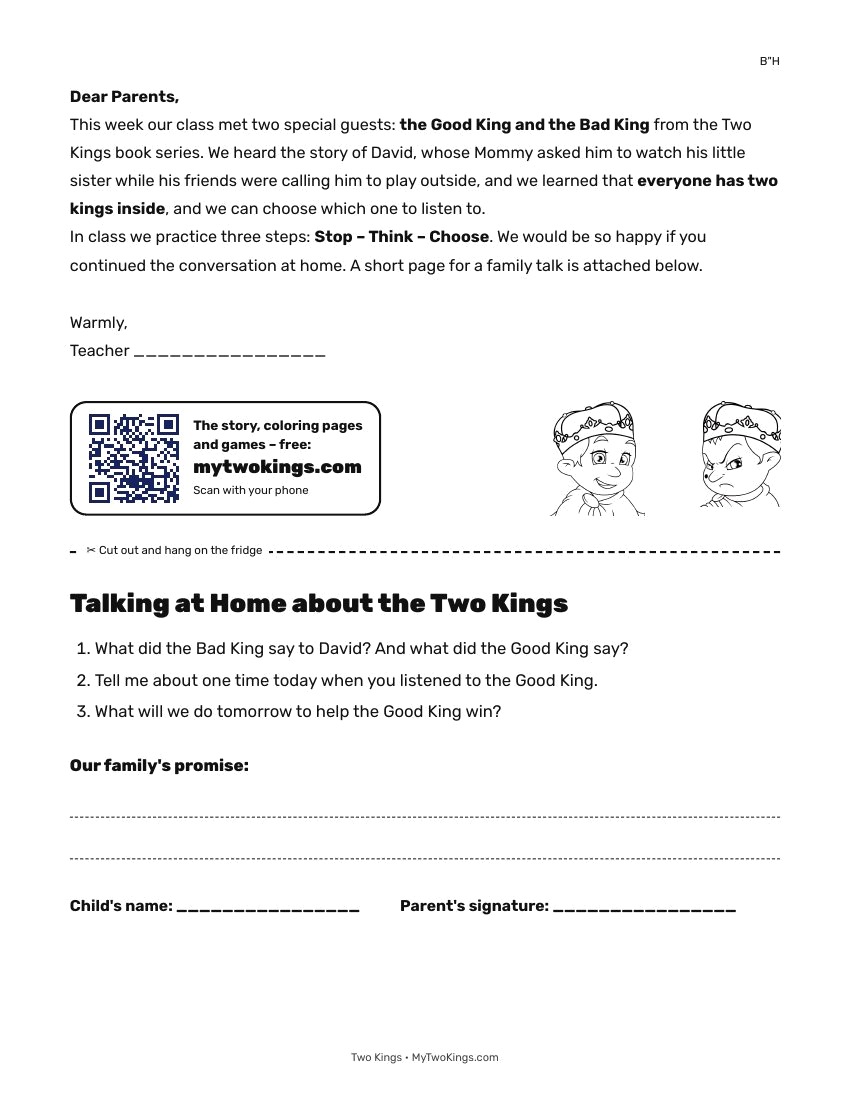 B"H
Dear Parents,
This week our class met two special guests: the Good King and the Bad King from the Two
Kings book series. We heard the story of David, whose Mommy asked him to watch his little
sister while his friends were calling him to play outside, and we learned that everyone has two
kings inside, and we can choose which one to listen to.
In class we practice three steps: Stop – Think – Choose. We would be so happy if you
continued the conversation at home. A short page for a family talk is attached below.
Warmly,
Teacher ________________
The story, coloring pages
and games – free:
mytwokings.com
Scan with your phone
✂ Cut out and hang on the fridge
Talking at Home about the Two Kings
1. What did the Bad King say to David? And what did the Good King say?
2. Tell me about one time today when you listened to the Good King.
3. What will we do tomorrow to help the Good King win?
Our family's promise:
Child's name: ________________ Parent's signature: ________________
Two Kings • MyTwoKings.com